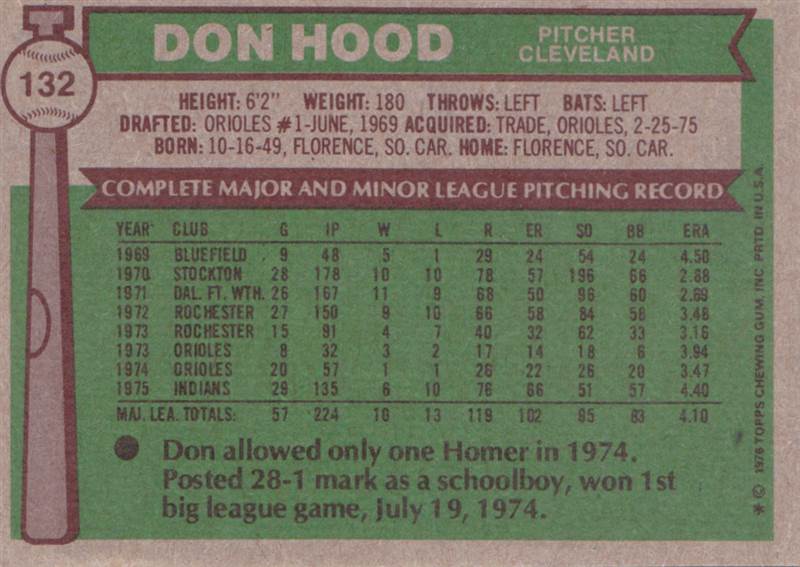 132
DON HOOD
PITCHER
CLEVELAND
HEIGHT: 6'2" WEIGHT: 180 THROWS: LEFT BATS: LEFT
DRAFTED: ORIOLES #1-JUNE, 1969 ACQUIRED: TRADE, ORIOLES, 2-25-75
BORN: 10-16-49, FLORENCE, SO. CAR. HOME: FLORENCE, SO. CAR.
COMPLETE MAJOR AND MINOR LEAGUE PITCHING RECORD
YEAR CLUB G IP W L R ER SO BB ERA
1969 BLUEFIELD 9 48 5 1 29 24 54 24 4.50
1970 STOCKTON 28 178 10 10 78 57 196 66 2.88
1971 DAL. FT. WTH. 26 167 11 9 68 50 96 60 2.69
1972 ROCHESTER 27 150 9 10 66 58 84 58 3.48
1973 ROCHESTER 15 91 4 7 40 32 62 33 3.16
1973 ORIOLES 8 32 3 2 17 14 18 6 3.94
1974 ORIOLES 20 57 1 1 26 22 26 20 3.47
1975 INDIANS 29 135 6 10 76 66 51 57 4.40
MAJ. LEA. TOTALS: 57 224 10 13 119 102 95 83 4.10
Don allowed only one Homer in 1974.
Posted 28-1 mark as a schoolboy, won 1st
big league game, July 19, 1974.
* © 1976 TOPPS CHEWING GUM, INC. PRTD. IN U.S.A.